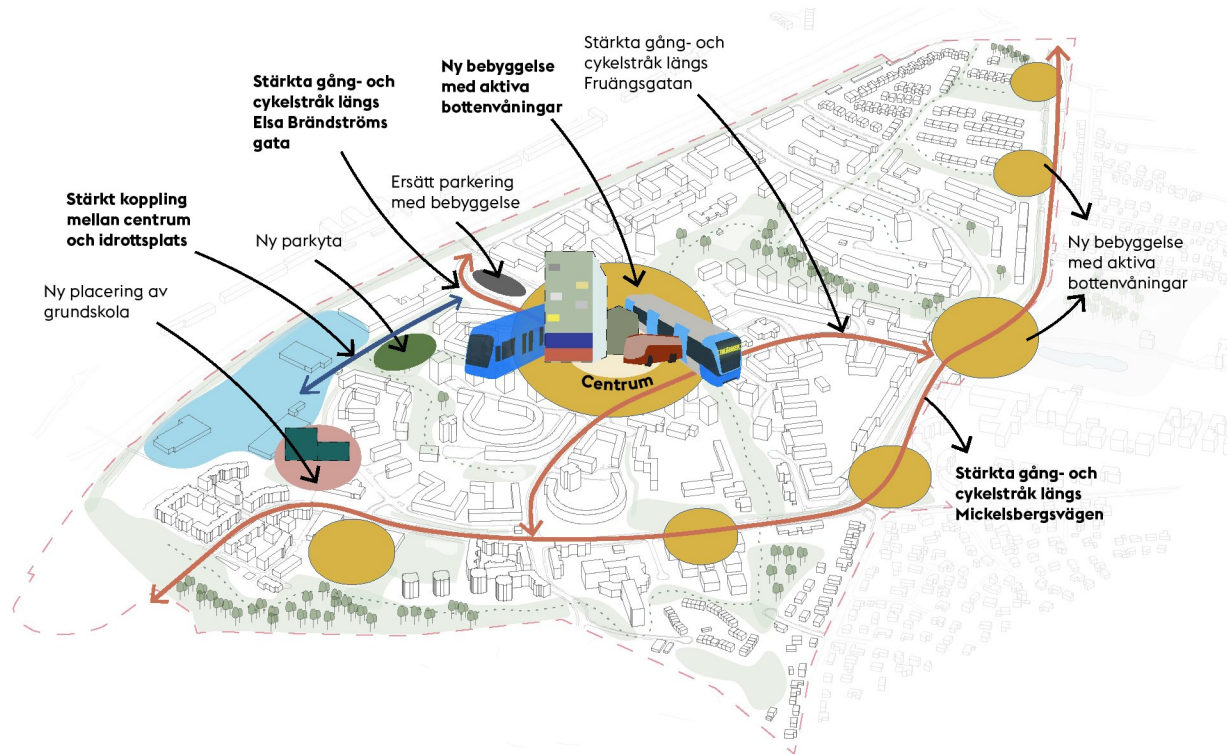 Stärkta gång- och
cykelstråk längs
Elsa Brändströms
gata
Ny bebyggelse
med aktiva
bottenvåningar
Stärkta gång- och
cykelstråk längs
Fruängsgatan
Ersätt parkering
med bebyggelse
Stärkt koppling
mellan centrum
och idrottsplats
Ny parkyta
Ny placering av
grundskola
Ny bebyggelse
med aktiva
bottenvåningar
Centrum
Stärkta gång- och
cykelstråk längs
Mickelsbergsvägen